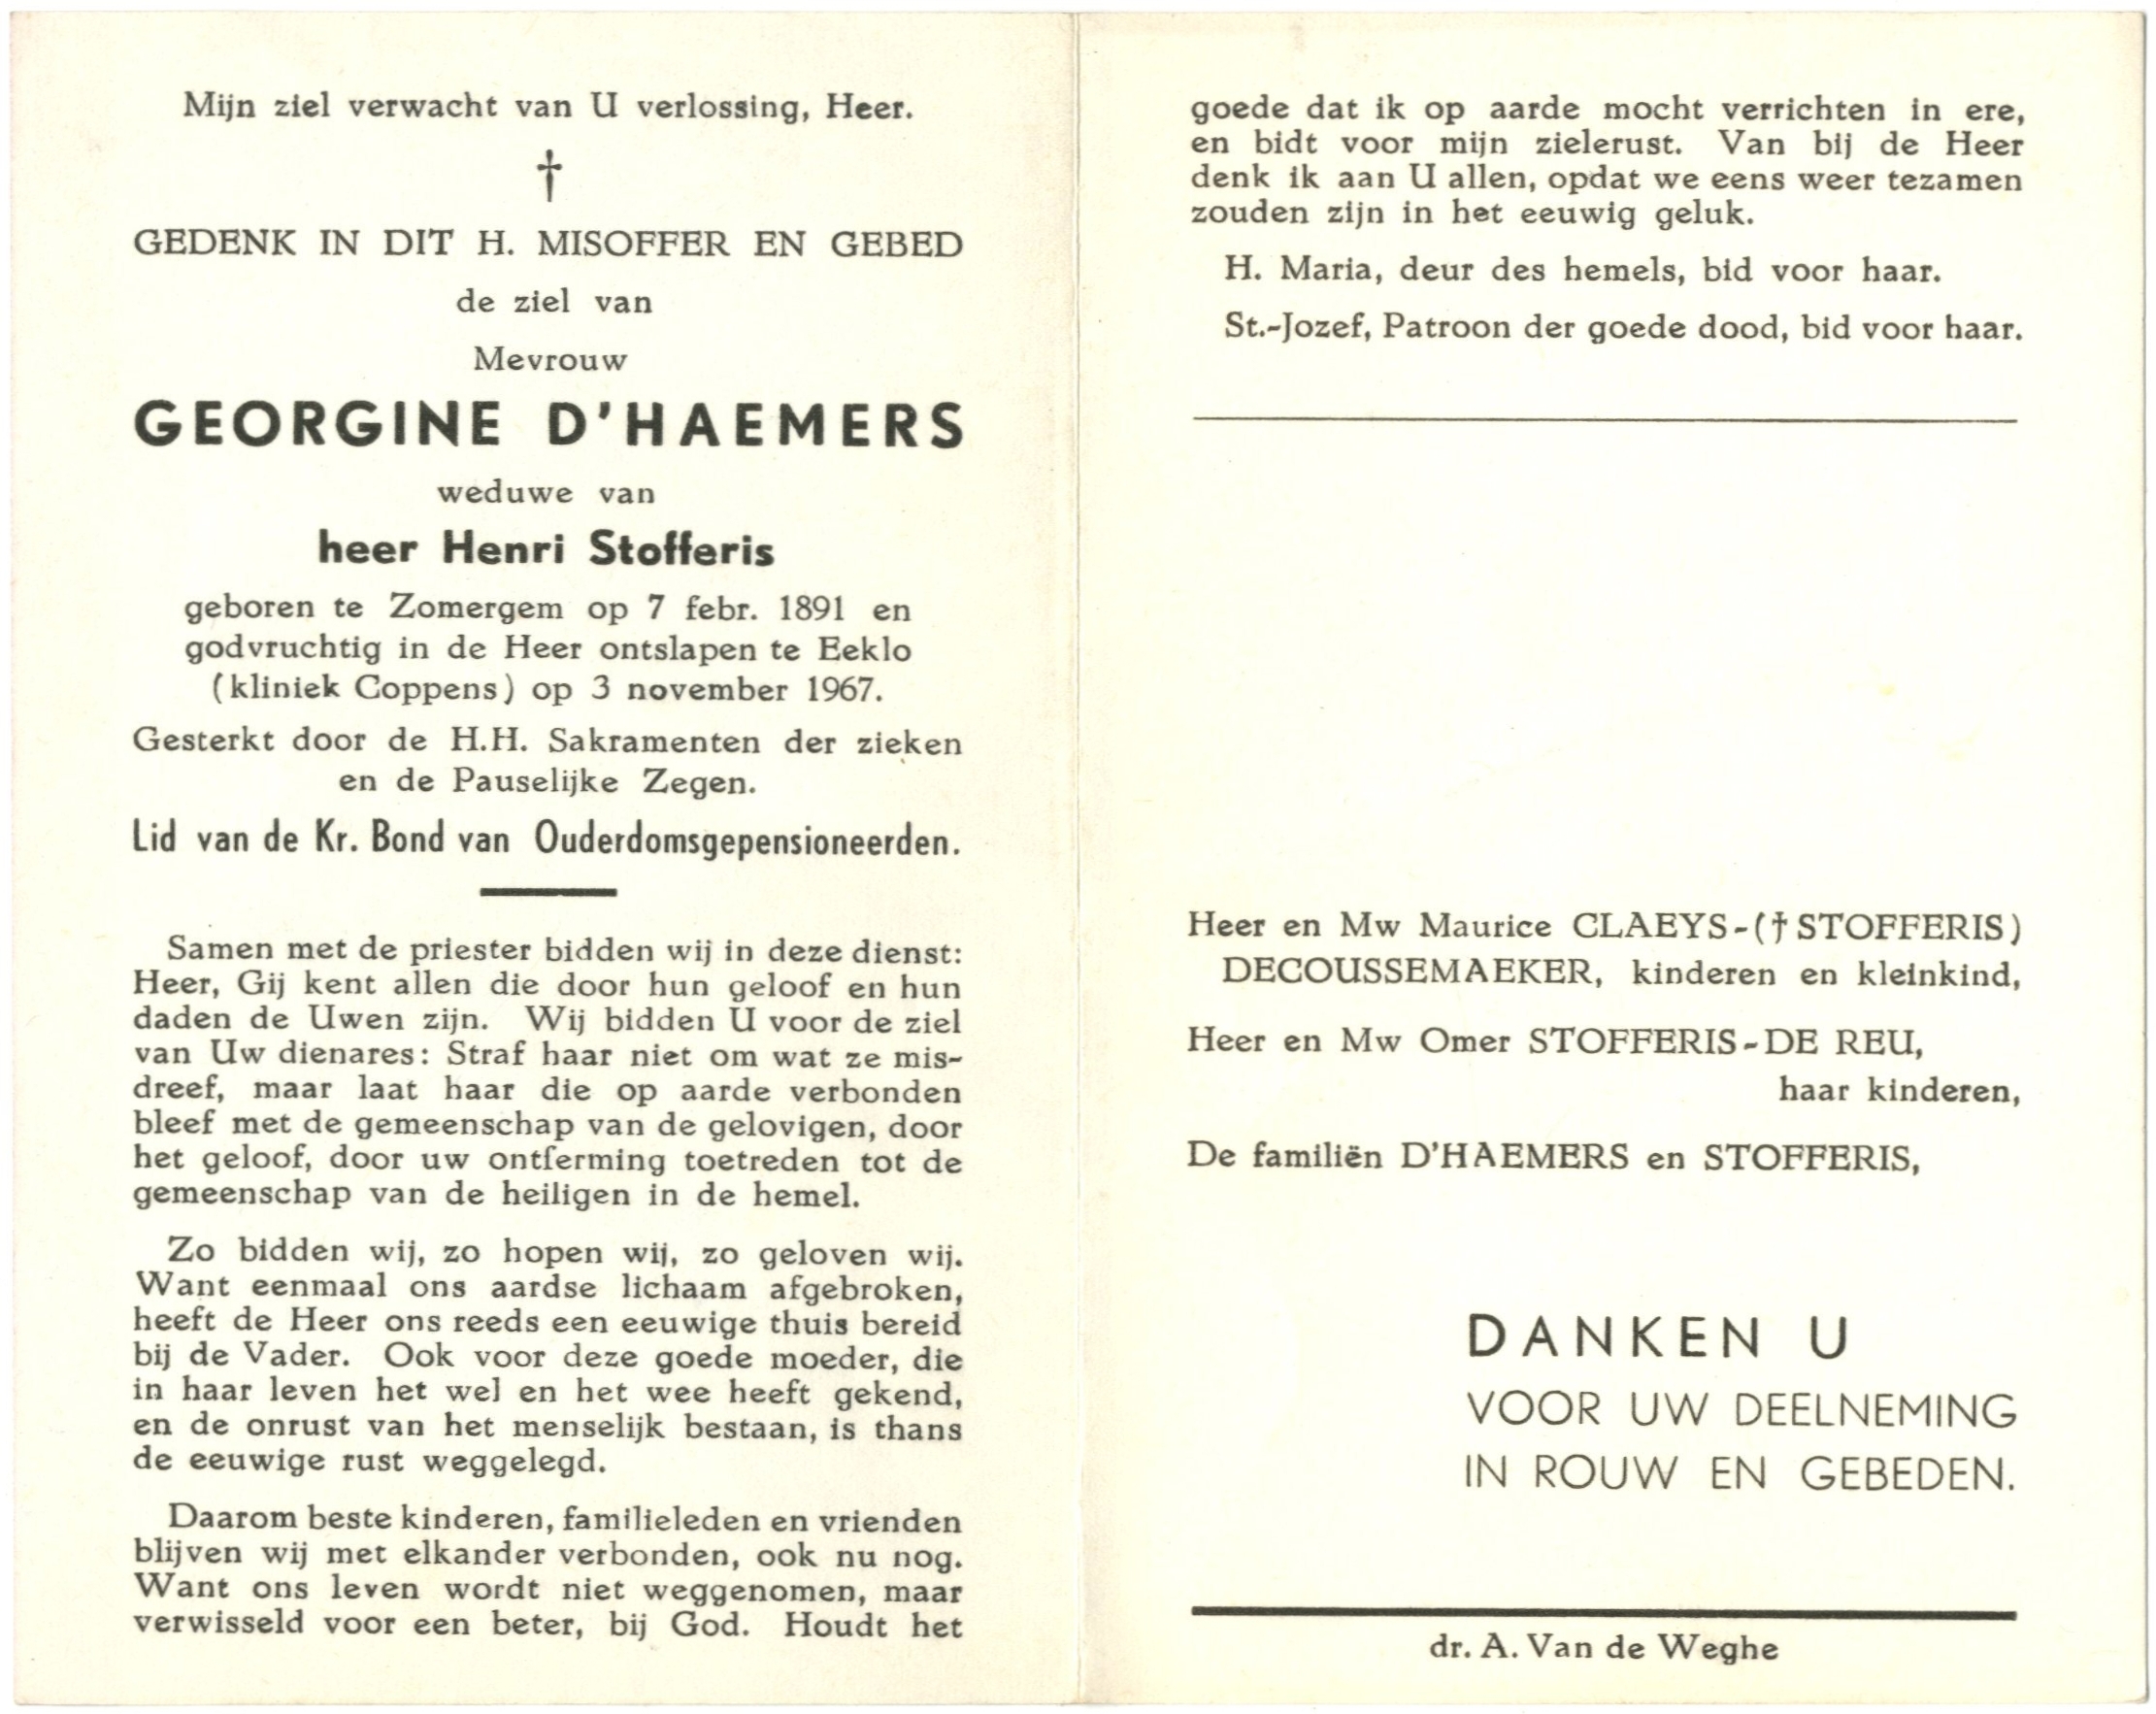 Mijn ziel verwacht van U verlossing, Heer.
†
GEDENK IN DIT H. MISOFFER EN GEBED
de ziel van
Mevrouw
GEORGINE D'HAEMERS
weduwe van
heer Henri Stofferis
geboren te Zomergem op 7 febr. 1891 en
godvruchtig in de Heer ontslapen te Eeklo
(kliniek Coppens) op 3 november 1967.
Gesterkt door de H.H. Sakramenten der zieken
en de Pauselijke Zegen.
Lid van de Kr. Bond van Ouderdomsgepensioneerden.
Samen met de priester bidden wij in deze dienst:
Heer, Gij kent allen die door hun geloof en hun
daden de Uwen zijn. Wij bidden U voor de ziel
van Uw dienares: Straf haar niet om wat ze mis-
dreef, maar laat haar die op aarde verbonden
bleef met de gemeenschap van de gelovigen, door
het geloof, door uw ontferming toetreden tot de
gemeenschap van de heiligen in de hemel.
Zo bidden wij, zo hopen wij, zo geloven wij.
Want eenmaal ons aardse lichaam afgebroken,
heeft de Heer ons reeds een eeuwige thuis bereid
bij de Vader. Ook voor deze goede moeder, die
in haar leven het wel en het wee heeft gekend,
en de onrust van het menselijk bestaan, is thans
de eeuwige rust weggelegd.
Daarom beste kinderen, familieleden en vrienden
blijven wij met elkander verbonden, ook nu nog.
Want ons leven wordt niet weggenomen, maar
verwisseld voor een beter, bij God. Houdt het
goede dat ik op aarde mocht verrichten in ere,
en bidt voor mijn zielerust. Van bij de Heer
denk ik aan U allen, opdat we eens weer tezamen
zouden zijn in het eeuwig geluk.
H. Maria, deur des hemels, bid voor haar.
St.-Jozef, Patroon der goede dood, bid voor haar.
Heer en Mw Maurice CLAEYS-(† STOFFERIS)
DECOUSSEMAEKER, kinderen en kleinkind,
Heer en Mw Omer STOFFERIS-DE REU,
haar kinderen,
De familiën D'HAEMERS en STOFFERIS,
DANKEN U
VOOR UW DEELNEMING
IN ROUW EN GEBEDEN.
dr. A. Van de Weghe